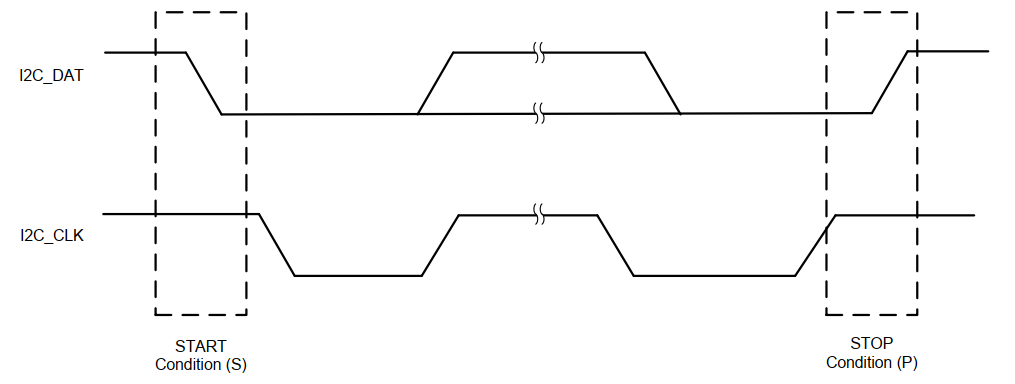 I2C_DAT
I2C_CLK
START
Condition (S)
STOP
Condition (P)